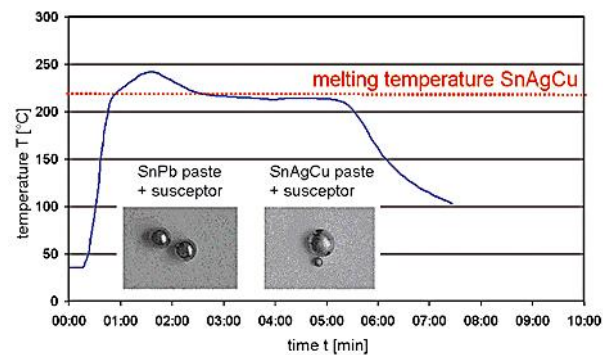 300
250
200
150
100
50
0
temperature T [°C]
melting temperature SnAgCu
SnPb paste
+ susceptor
SnAgCu paste
+ susceptor
00:00 01:00 02:00 03:00 04:00 05:00 06:00 07:00 08:00 09:00 10:00
time t [min]